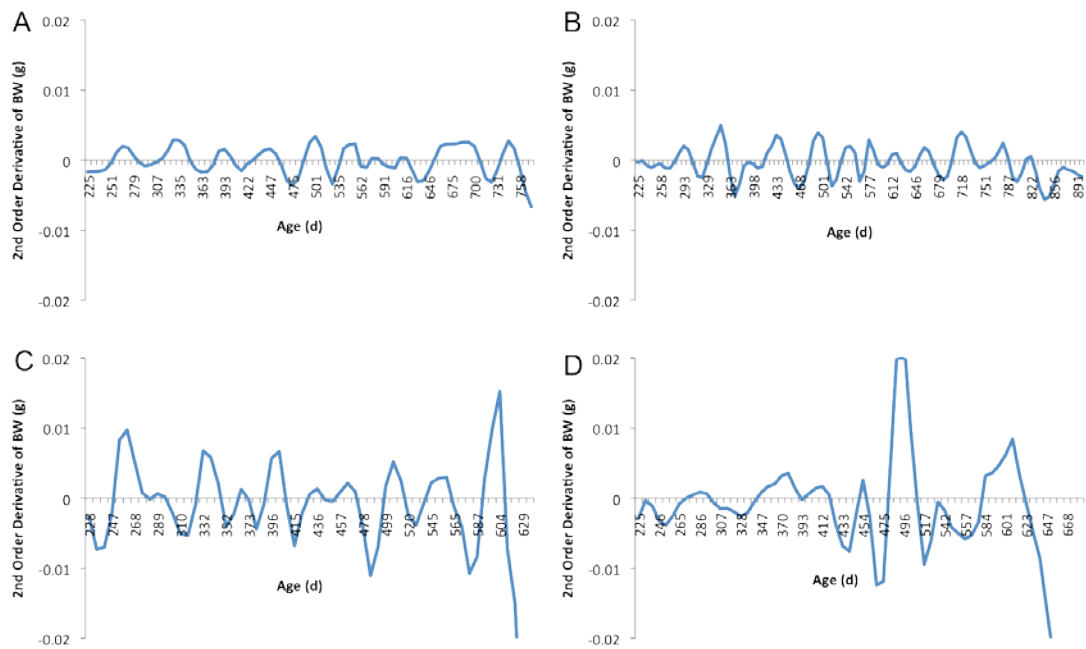 A
2nd Order Derivative of BW (g)
0.02
0.01
0
-0.01
-0.02
225 251 279 307 335 363 393 422 447 501 535 562 591 616 646 675 700 731 758
Age (d)
B
2nd Order Derivative of BW (g)
0.02
0.01
0
-0.01
-0.02
225 258 293 329 363 398 433 468 501 542 577 612 646 679 718 751 822 856 891
Age (d)
C
2nd Order Derivative of BW (g)
0.02
0.01
0
-0.01
-0.02
247 268 289 310 332 352 373 396 415 436 457 478 499 520 545 565 587 604 629
Age (d)
D
2nd Order Derivative of BW (g)
0.02
0.01
0
-0.01
-0.02
225 246 265 286 307 328 347 370 393 412 433 454 475 496 517 542 557 584 601 623 647 668
Age (d)